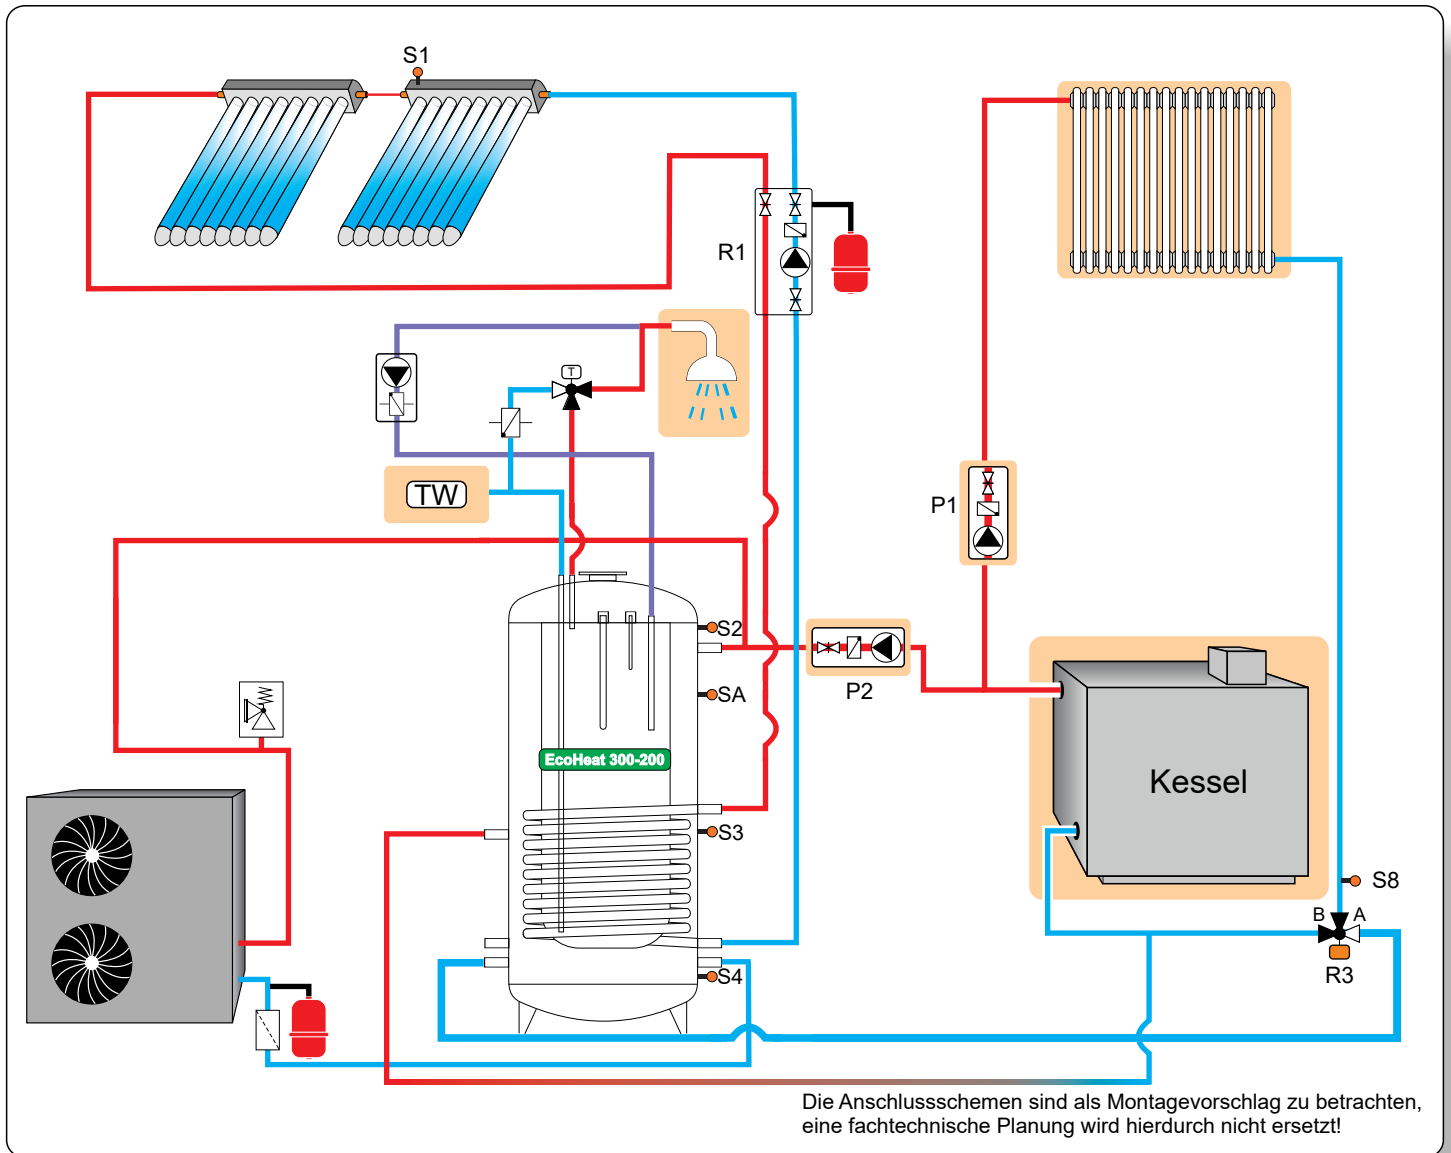 S1
R1
T
TW
P1
S2
P2
SA
EcoHeat 300-200
Kessel
S3
S8
B A
R3
S4
Die Anschlussschemen sind als Montagevorschlag zu betrachten,
eine fachtechnische Planung wird hierdurch nicht ersetzt!